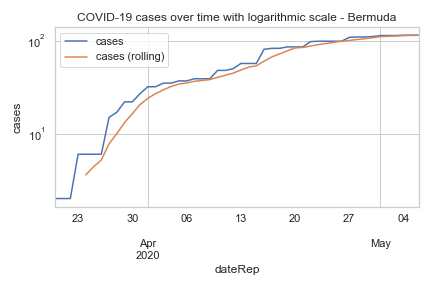 COVID-19 cases over time with logarithmic scale - Bermuda
cases
cases (rolling)
10²
10¹
cases
23 30 06 13 20 27 04
Apr May
2020
dateRep